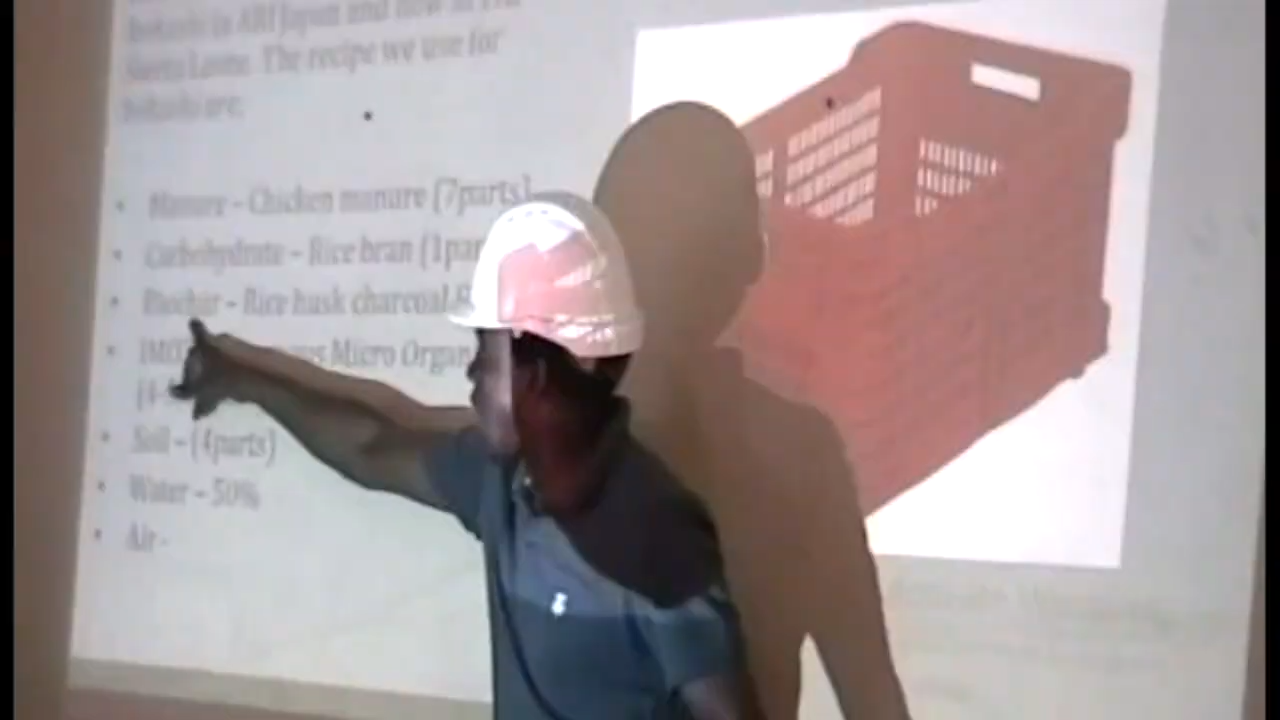 bokashi in ARI Japan and now in
Sierra Leone. The recipe we use for
bokashi are;
• Manure – Chicken manure (7parts)
• Carbohydrate – Rice bran (1par
• Biochar – Rice husk charcoal
• Micro Organ
• Soil – (4parts)
• Water – 50%
• Air -